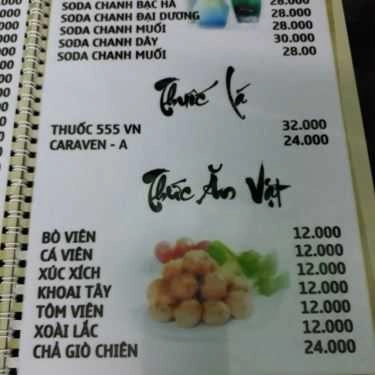 SODA CHANH BẠC HÀ 28.000
SODA CHANH ĐẠI DƯƠNG 28.000
SODA CHANH MUỐI 28.000
SODA CHANH DÂY 30.000
SODA CHANH MUỐI 28.00
Thuốc Lá
THUỐC 555 VN 32.000
CARAVEN - A 24.000
Thức Ăn Vặt
BÒ VIÊN 12.000
CÁ VIÊN 12.000
XÚC XÍCH 12.000
KHOAI TÂY 12.000
TÔM VIÊN 12.000
XOÀI LẮC 12.000
CHẢ GIÒ CHIÊN 24.000